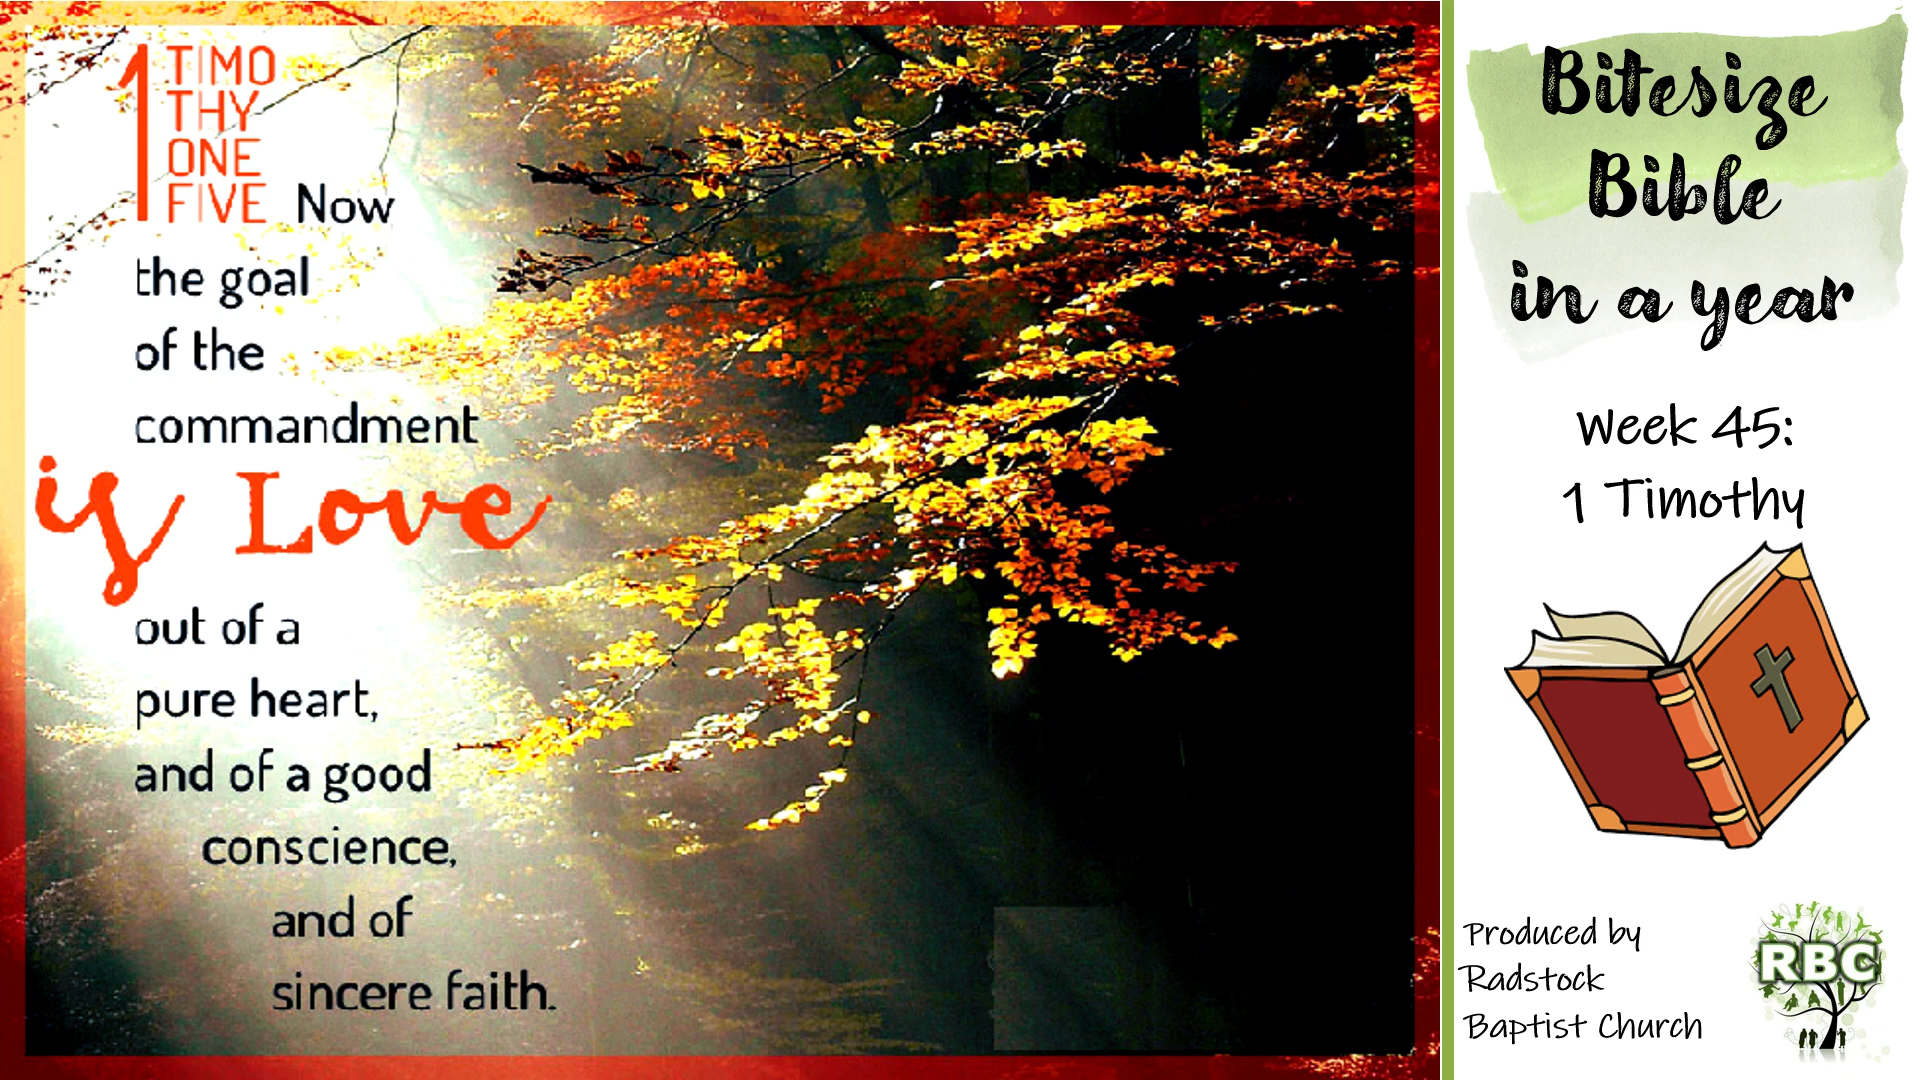 1 TIMO
THY
ONE
FIVE Now
the goal
of the
commandment
is Love
out of a
pure heart,
and of a good
conscience,
and of
sincere faith.
Bitesize
Bible
in a year
Week 45:
1 Timothy
Produced by
Radstock
Baptist Church
RBC